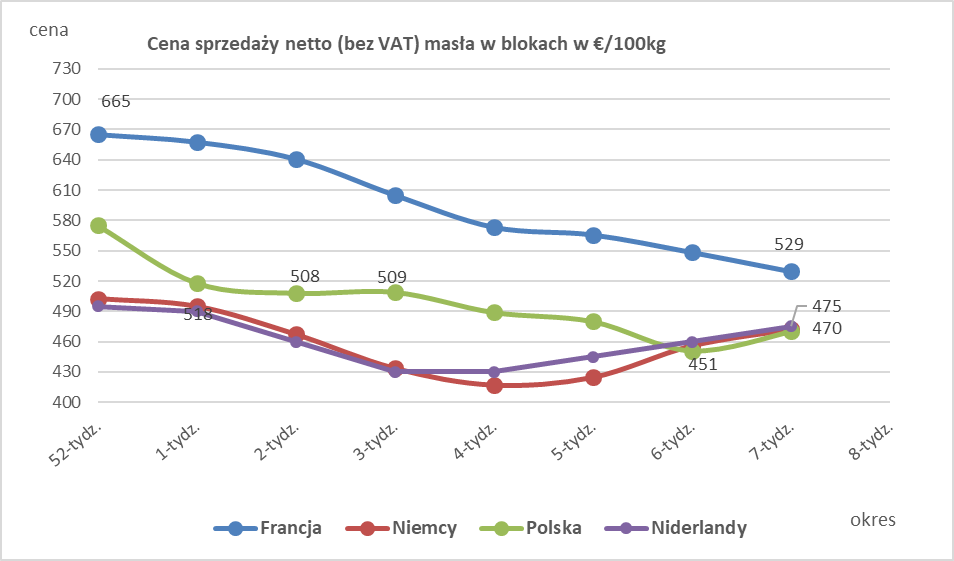 cena
Cena sprzedaży netto (bez VAT) masła w blokach w €/100kg
730
700
670
640
610
580
550
520
490
460
430
400
665
518
508
509
451
529
475
470
52-tydz.
1-tydz.
2-tydz.
3-tydz.
4-tydz.
5-tydz.
6-tydz.
7-tydz.
8-tydz.
okres
Francja
Niemcy
Polska
Niderlandy